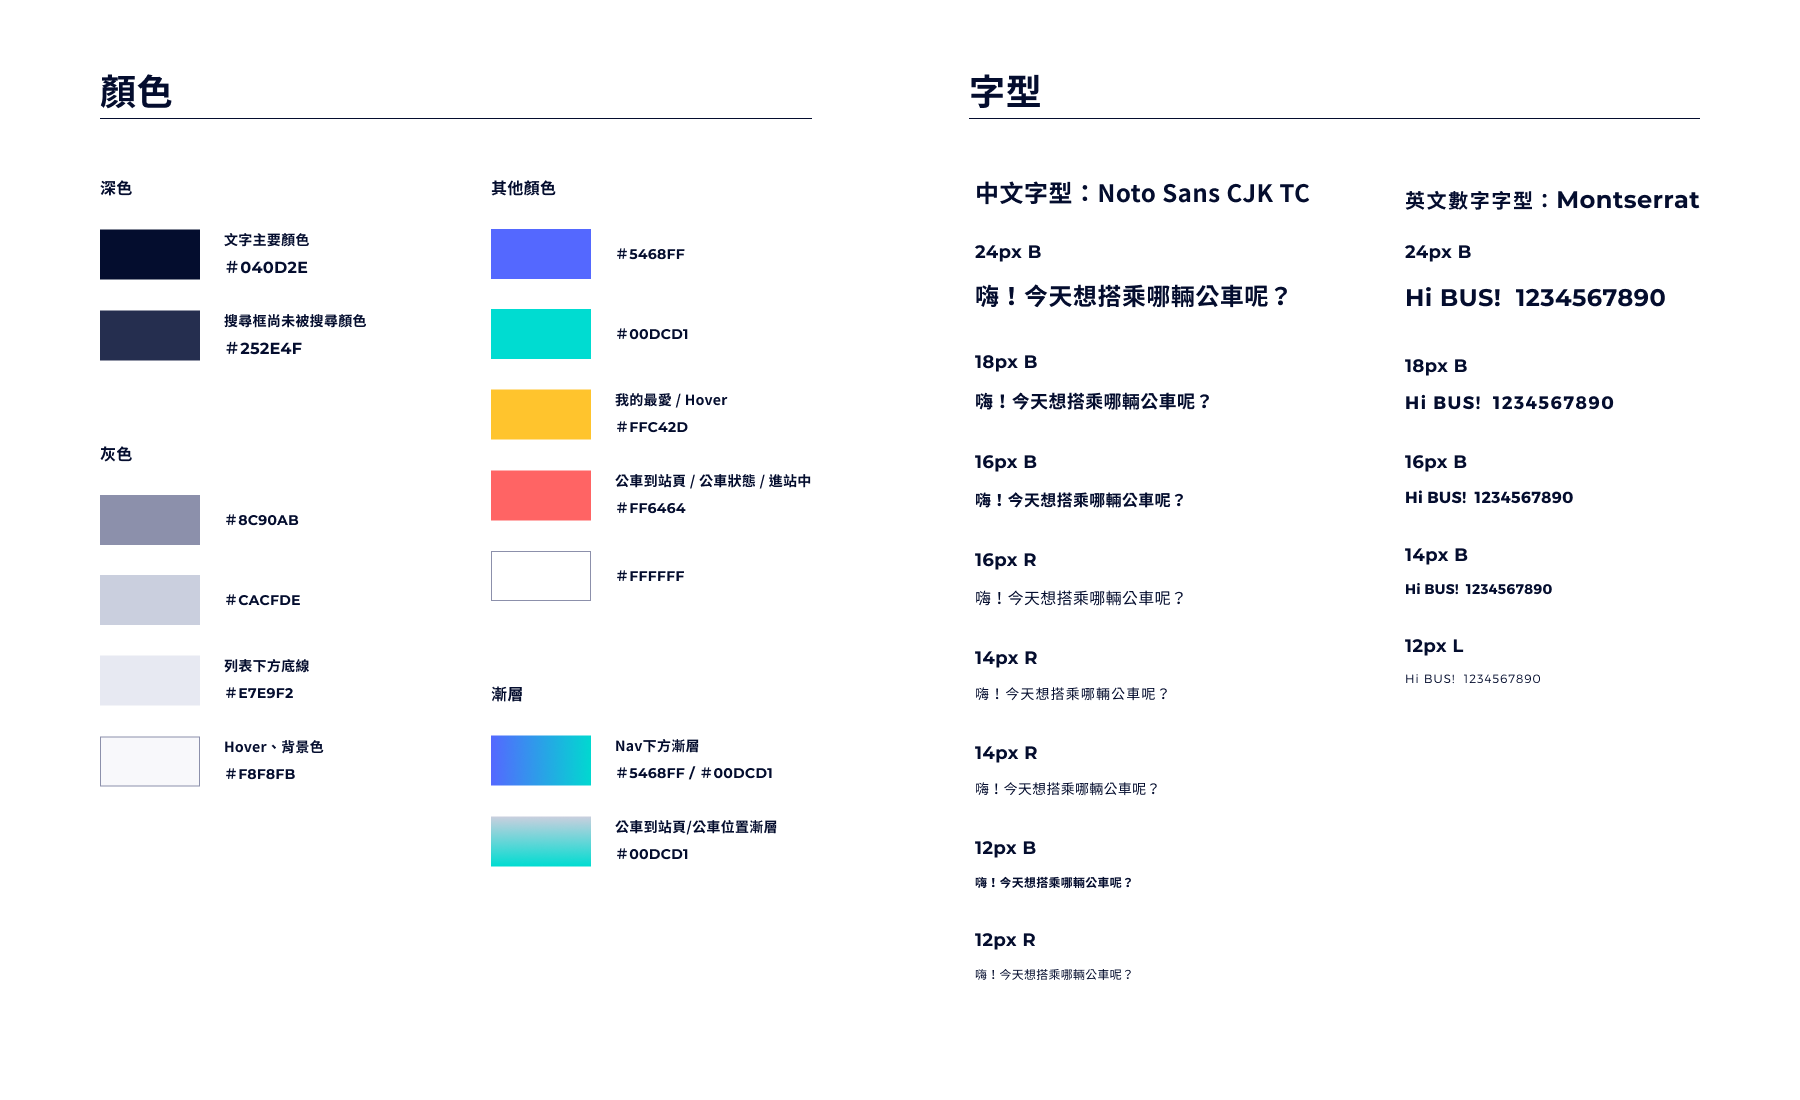 顏色
深色
文字主要顏色
#040D2E
搜尋框尚未被搜尋顏色
#252E4F
灰色
#8C90AB
#CACFDE
列表下方底線
#E7E9F2
Hover、背景色
#F8F8FB
其他顏色
#5468FF
#00DCD1
我的最愛 / Hover
#FFC42D
公車到站頁 / 公車狀態 / 進站中
#FF6464
#FFFFFF
漸層
Nav下方漸層
#5468FF / #00DCD1
公車到站頁/公車位置漸層
#00DCD1
字型
中文字型：Noto Sans CJK TC
24px B
嗨！今天想搭乘哪輛公車呢？
18px B
嗨！今天想搭乘哪輛公車呢？
16px B
嗨！今天想搭乘哪輛公車呢？
16px R
嗨！今天想搭乘哪輛公車呢？
14px R
嗨！今天想搭乘哪輛公車呢？
14px R
嗨！今天想搭乘哪輛公車呢？
12px B
嗨！今天想搭乘哪輛公車呢？
12px R
嗨！今天想搭乘哪輛公車呢？
英文數字字型：Montserrat
24px B
Hi BUS! 1234567890
18px B
Hi BUS! 1234567890
16px B
Hi BUS! 1234567890
14px B
Hi BUS! 1234567890
12px L
Hi BUS! 1234567890